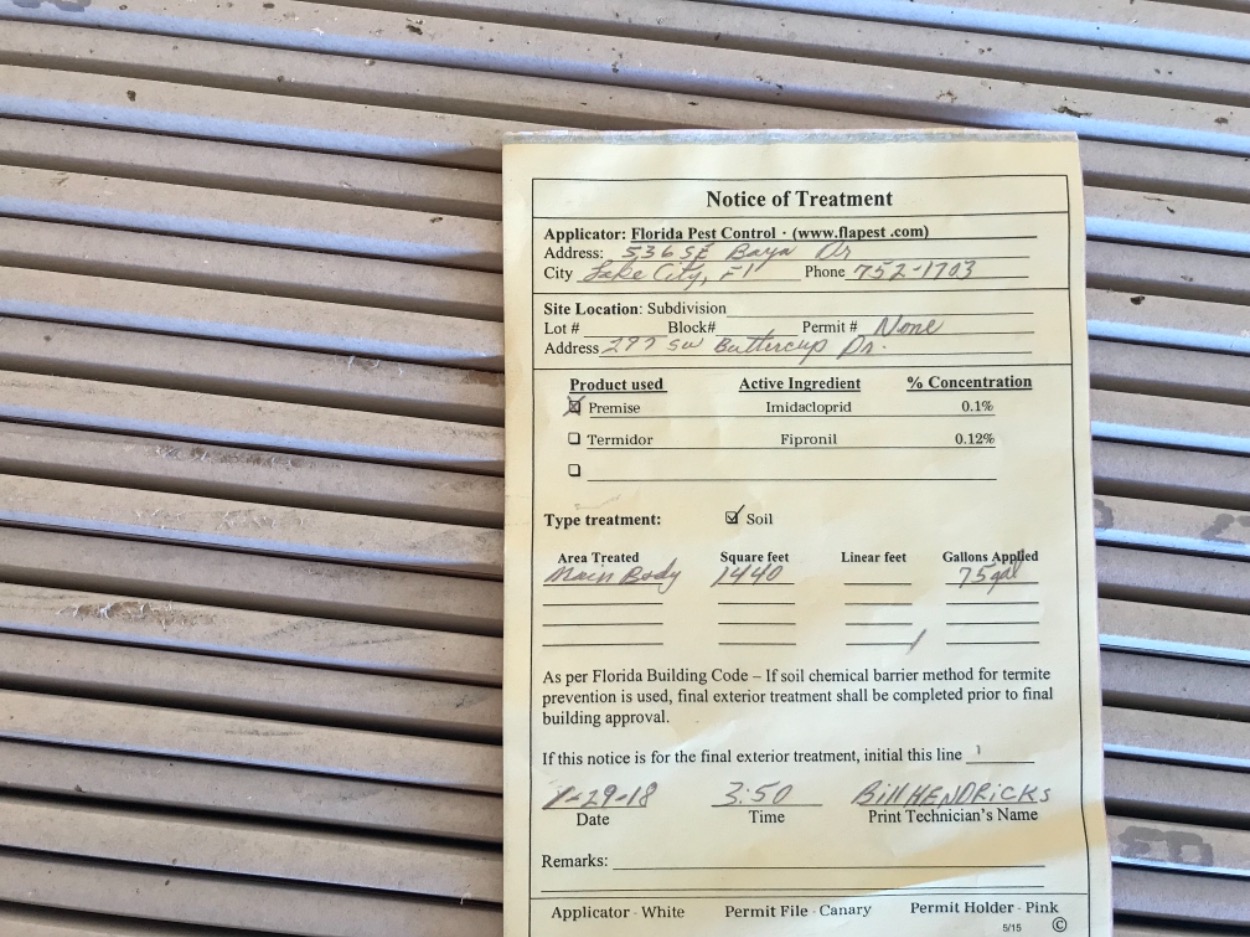 Notice of Treatment
Applicator: Florida Pest Control · (www.flapest .com)
Address: 536 SE Baya Dr
City Lake City, Fl Phone 752-1703
Site Location: Subdivision
Lot # Block# Permit # None
Address 297 SW Buttercup Dr.
Product used Active Ingredient % Concentration
☒ Premise Imidacloprid 0.1%
❑ Termidor Fipronil 0.12%
❑
Type treatment: ☑ Soil
Area Treated Square feet Linear feet Gallons Applied
Main Body 1440 75 gal
As per Florida Building Code – If soil chemical barrier method for termite
prevention is used, final exterior treatment shall be completed prior to final
building approval.
If this notice is for the final exterior treatment, initial this line
1-29-18 3:50 Bill HENDRICKS
Date Time Print Technician's Name
Remarks:
Applicator - White Permit File - Canary Permit Holder - Pink
5/15 ©